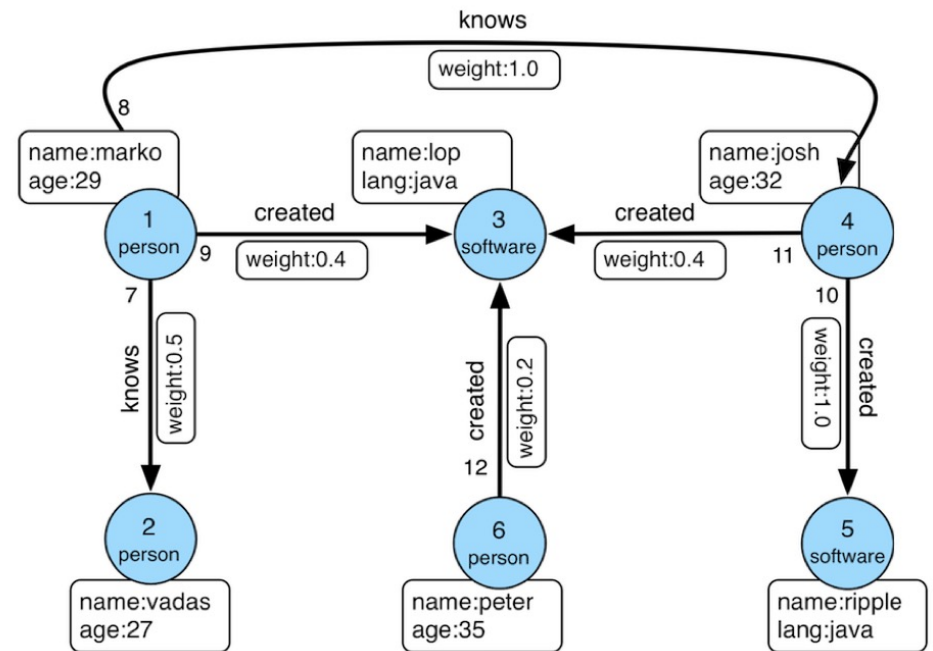 knows
weight:1.0
8
name:marko
age:29
name:lop
lang:java
name:josh
age:32
1
person
created
3
software
created
4
person
9
weight:0.4
weight:0.4
11
7
10
knows
weight:0.5
created
weight:0.2
weight:1.0
created
12
2
person
6
person
5
software
name:vadas
age:27
name:peter
age:35
name:ripple
lang:java